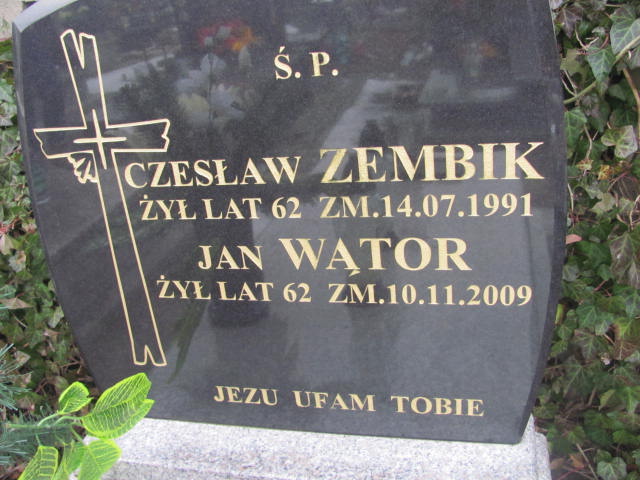 Ś. P.
CZESŁAW ZEMBIK
ŻYŁ LAT 62 ZM.14.07.1991
JAN WĄTOR
ŻYŁ LAT 62 ZM.10.11.2009
JEZU UFAM TOBIE